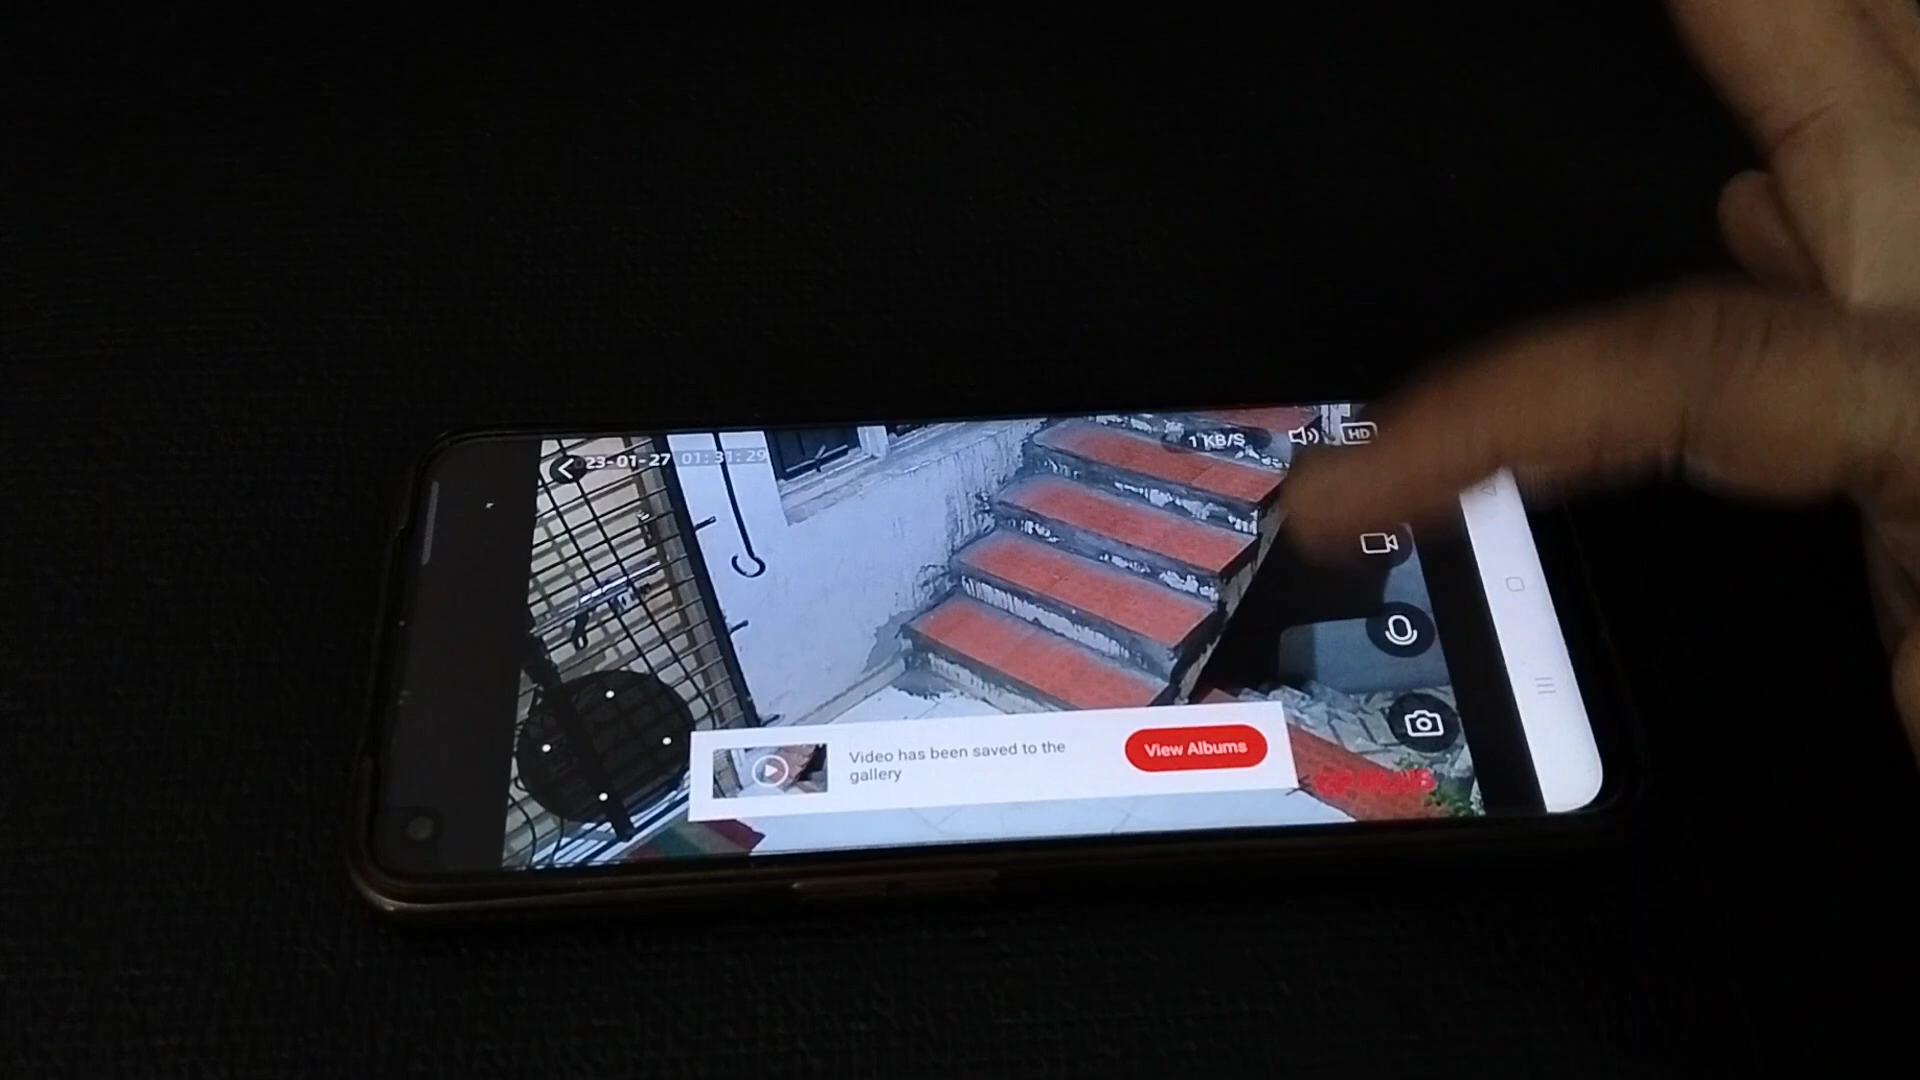 23-01-27 01:31:29
1 KB/S
HD
Video has been saved to the
gallery
View Albums